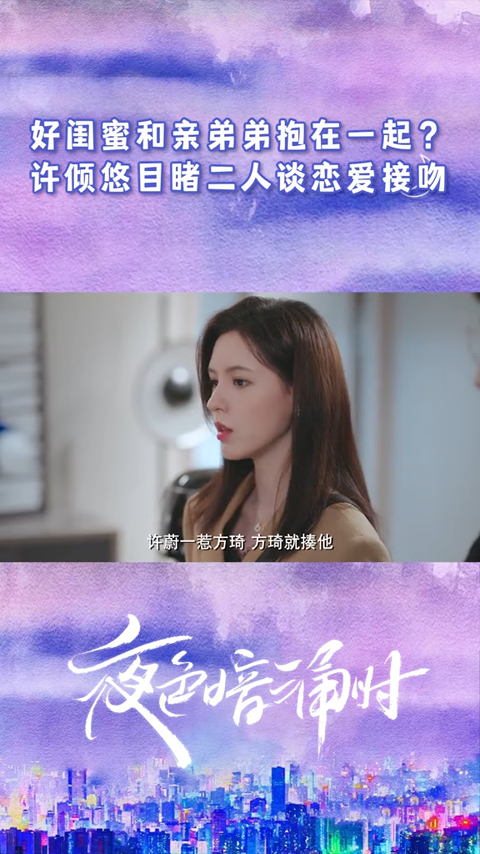 好闺蜜和亲弟弟抱在一起？
许倾悠目睹二人谈恋爱接吻
许蔚一惹方琦 方琦就揍他
夜色暗涌时